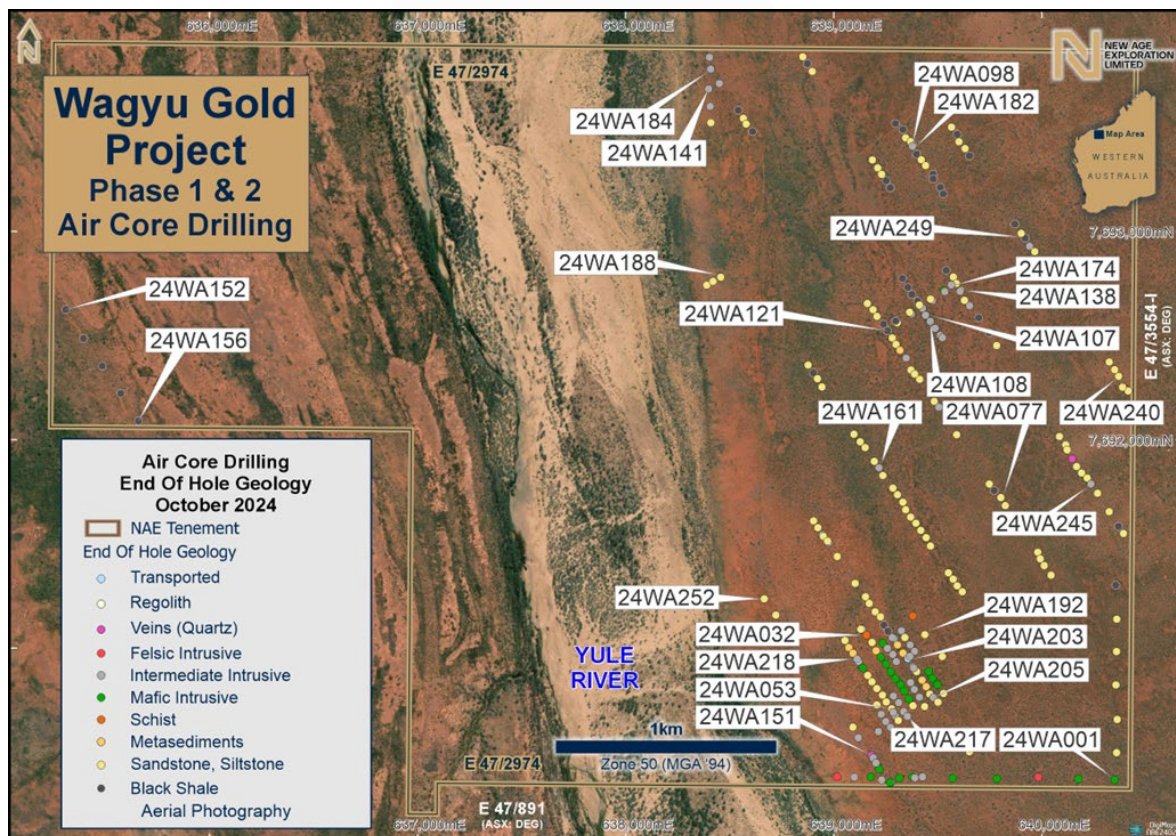 636,000mE
637,000mE
638,000mE
639,000mE
N
E 47/2974
NEW AGE
EXPLORATION
LIMITED
Wagyu Gold
Project
Phase 1 & 2
Air Core Drilling
24WA098
24WA182
24WA184
24WA141
Map Area
WESTERN
AUSTRALIA
24WA249
7,693,000mN
24WA188
24WA174
24WA152
24WA138
24WA121
24WA156
24WA107
E 47/3554-I
(ASX: DEG)
24WA108
24WA161
24WA077
24WA240
7,692,000mN
Air Core Drilling
End Of Hole Geology
October 2024
NAE Tenement
End Of Hole Geology
Transported
Regolith
Veins (Quartz)
Felsic Intrusive
Intermediate Intrusive
Mafic Intrusive
Schist
Metasediments
Sandstone, Siltstone
Black Shale
Aerial Photography
24WA245
24WA252
24WA192
24WA032
24WA203
24WA218
YULE
RIVER
24WA205
24WA053
24WA151
1km
24WA217
24WA001
Zone 50 (MGA '94)
E 47/2974
E 47/891
(ASX: DEG)
637,000mE
638,000mE
639,000mE
640,000mE